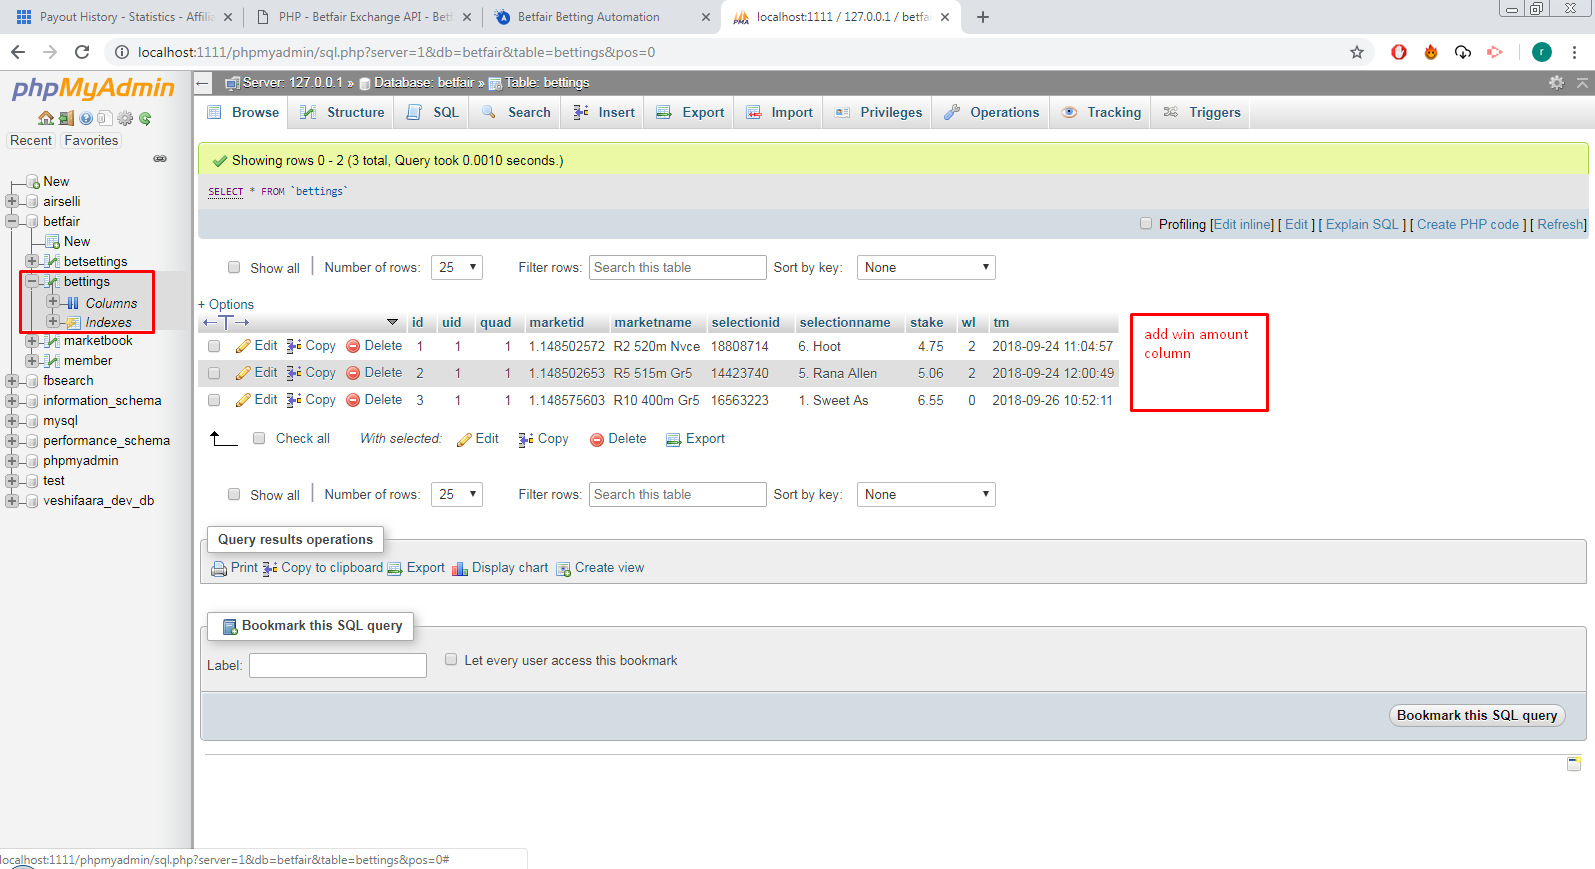 Payout History - Statistics - Affilia
PHP - Betfair Exchange API - Betf
Betfair Betting Automation
localhost:1111 / 127.0.0.1 / betfa
localhost:1111/phpmyadmin/sql.php?server=1&db=betfair&table=bettings&pos=0
r
phpMyAdmin
Recent Favorites
New
airselli
betfair
New
betsettings
bettings
Columns
Indexes
marketbook
member
fbsearch
information_schema
mysql
performance_schema
phpmyadmin
test
veshifaara_dev_db
Server: 127.0.0.1 » Database: betfair » Table: bettings
Browse Structure SQL Search Insert Export Import Privileges Operations Tracking Triggers
Showing rows 0 - 2 (3 total, Query took 0.0010 seconds.)
SELECT * FROM `bettings`
Profiling [Edit inline] [ Edit ] [ Explain SQL ] [ Create PHP code ] [ Refresh]
Show all | Number of rows: 25 Filter rows: Search this table Sort by key: None
+ Options
id uid quad marketid marketname selectionid selectionname stake wl tm
Edit Copy Delete 1 1 1 1.148502572 R2 520m Nvce 18808714 6. Hoot 4.75 2 2018-09-24 11:04:57
Edit Copy Delete 2 1 1 1.148502653 R5 515m Gr5 14423740 5. Rana Allen 5.06 2 2018-09-24 12:00:49
Edit Copy Delete 3 1 1 1.148575603 R10 400m Gr5 16563223 1. Sweet As 6.55 0 2018-09-26 10:52:11
add win amount
column
Check all With selected: Edit Copy Delete Export
Show all | Number of rows: 25 Filter rows: Search this table Sort by key: None
Query results operations
Print Copy to clipboard Export Display chart Create view
Bookmark this SQL query
Label: Let every user access this bookmark
Bookmark this SQL query
localhost:1111/phpmyadmin/sql.php?server=1&db=betfair&table=bettings&pos=0#